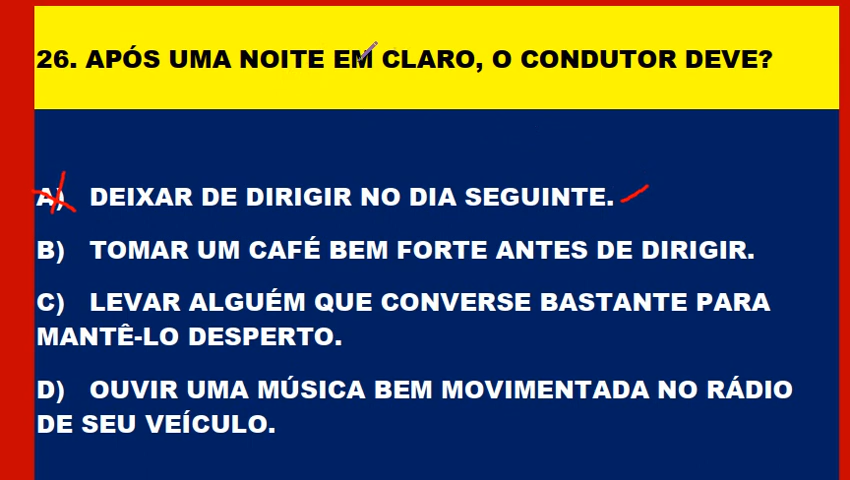 26. APÓS UMA NOITE EM CLARO, O CONDUTOR DEVE?
A) DEIXAR DE DIRIGIR NO DIA SEGUINTE.
B) TOMAR UM CAFÉ BEM FORTE ANTES DE DIRIGIR.
C) LEVAR ALGUÉM QUE CONVERSE BASTANTE PARA
MANTÊ-LO DESPERTO.
D) OUVIR UMA MÚSICA BEM MOVIMENTADA NO RÁDIO
DE SEU VEÍCULO.